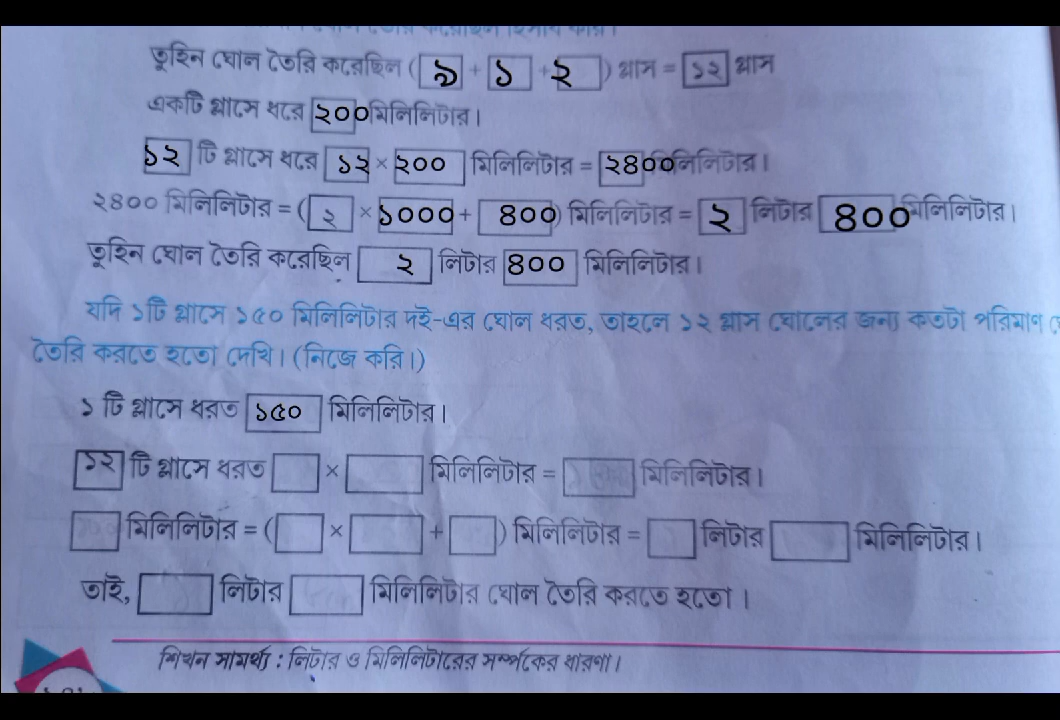 তুহিন ঘোল তৈরি করেছিল ( ৯ + ১ + ২ ) গ্লাস = ১২ গ্লাস
একটি গ্লাসে ধরে ২০০ মিলিলিটার।
১২ টি গ্লাসে ধরে ১২ × ২০০ মিলিলিটার = ২৪০০ মিলিলিটার।
২৪০০ মিলিলিটার = ( ২ × ১০০০ + ৪০০ ) মিলিলিটার = ২ লিটার ৪০০ মিলিলিটার।
তুহিন ঘোল তৈরি করেছিল ২ লিটার ৪০০ মিলিলিটার।
যদি ১টি গ্লাসে ১৫০ মিলিলিটার দই-এর ঘোল ধরত, তাহলে ১২ গ্লাস ঘোলের জন্য কতটা পরিমাণ
তৈরি করতে হতো দেখি। (নিজে করি।)
১ টি গ্লাসে ধরত ১৫০ মিলিলিটার।
১২ টি গ্লাসে ধরত × মিলিলিটার = মিলিলিটার।
মিলিলিটার = ( × + ) মিলিলিটার = লিটার মিলিলিটার।
তাই, লিটার মিলিলিটার ঘোল তৈরি করতে হতো।
শিখন সামর্থ্য : লিটার ও মিলিলিটারের সম্পর্কের ধারণা।